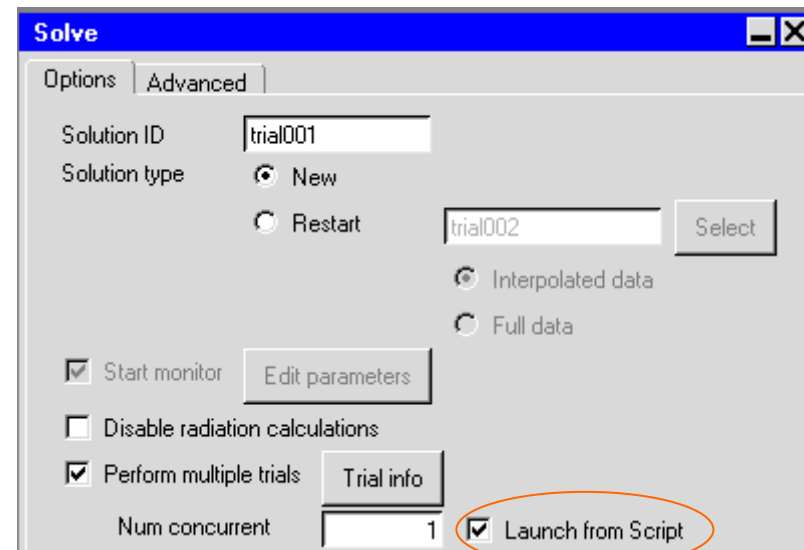 Solve
Options Advanced
Solution ID trial001
Solution type New
Restart trial002 Select
Interpolated data
Full data
Start monitor Edit parameters
Disable radiation calculations
Perform multiple trials Trial info
Num concurrent 1 Launch from Script